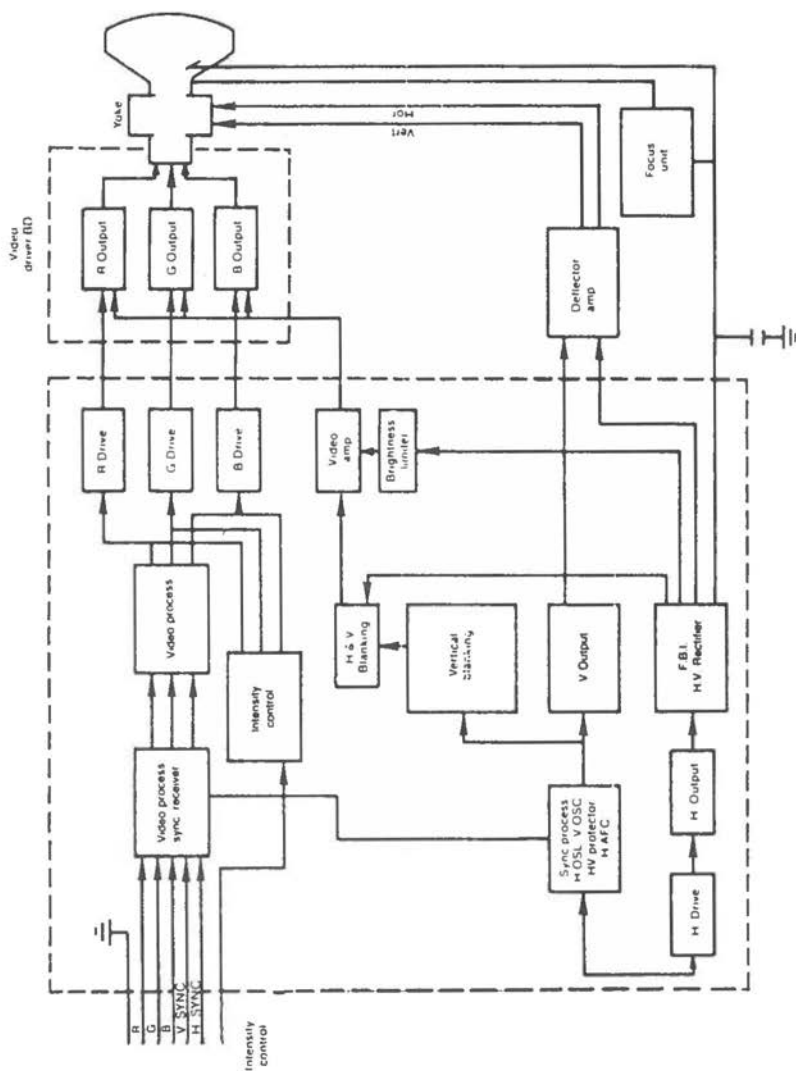 Video
driver BD
Yoke
R Output
G Output
B Output
Vert
Hor
Focus
unit
Deflector
amp
R Drive
G Drive
B Drive
Video
amp
Brightness
limiter
Video process
Video process
sync receiver
Intensity
control
H & V
Blanking
Vertical
blanking
V Output
F.B.I.
H.V. Rectifier
Sync process
H OSL V OSC
HV protector
H AFC
H Output
H Drive
R
G
B
V SYNC
H SYNC
Intensity
control